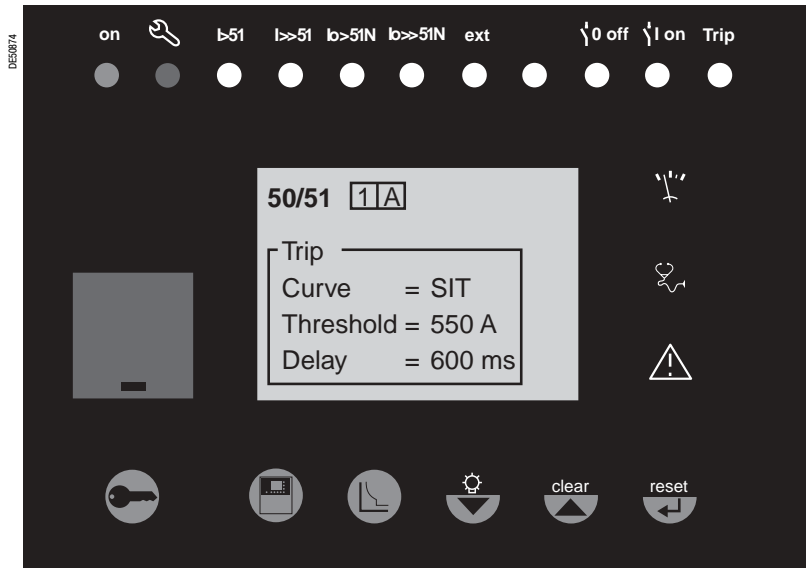 DE50874
on I>51 I>>51 Io>51N Io>>51N ext 0 off I on Trip
50/51 1 A
Trip
Curve = SIT
Threshold = 550 A
Delay = 600 ms
clear reset